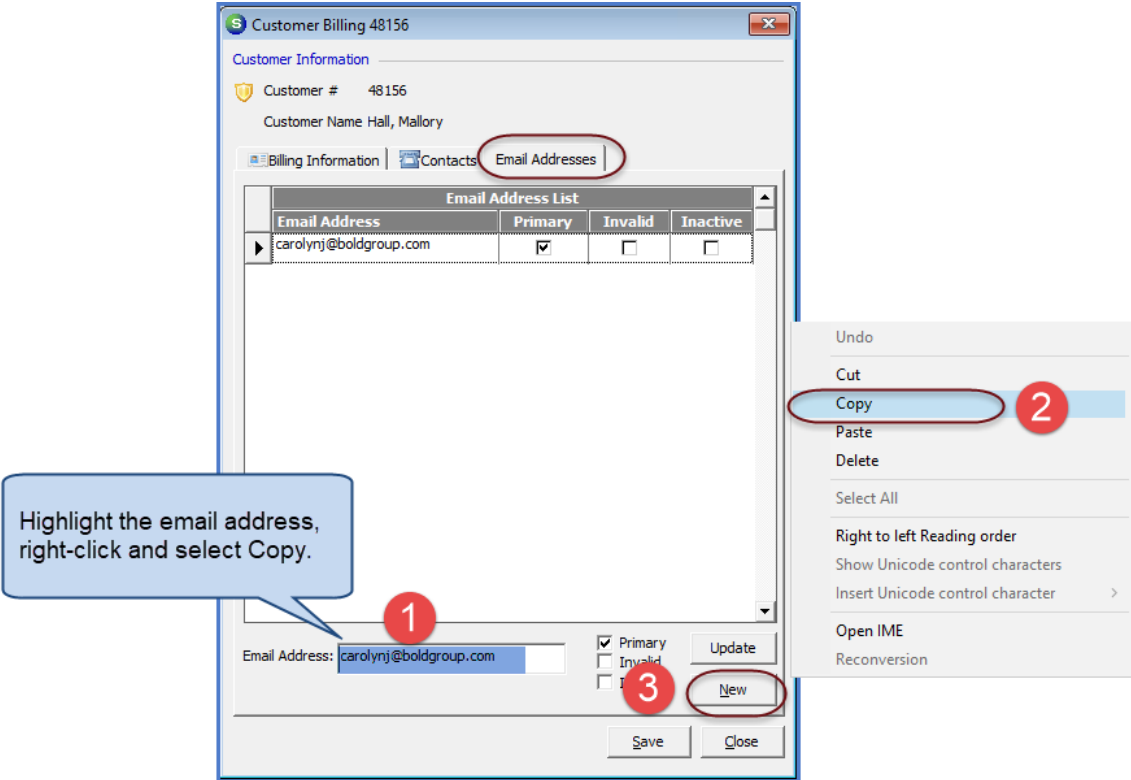 S Customer Billing 48156
Customer Information
Customer # 48156
Customer Name Hall, Mallory
Billing Information Contacts Email Addresses
Email Address List
Email Address Primary Invalid Inactive
carolynj@boldgroup.com
Undo
Cut
Copy
2
Paste
Delete
Select All
Right to left Reading order
Show Unicode control characters
Insert Unicode control character
Open IME
Reconversion
Highlight the email address,
right-click and select Copy.
1
Email Address: carolynj@boldgroup.com
Primary
Invalid
Update
3
New
Save Close